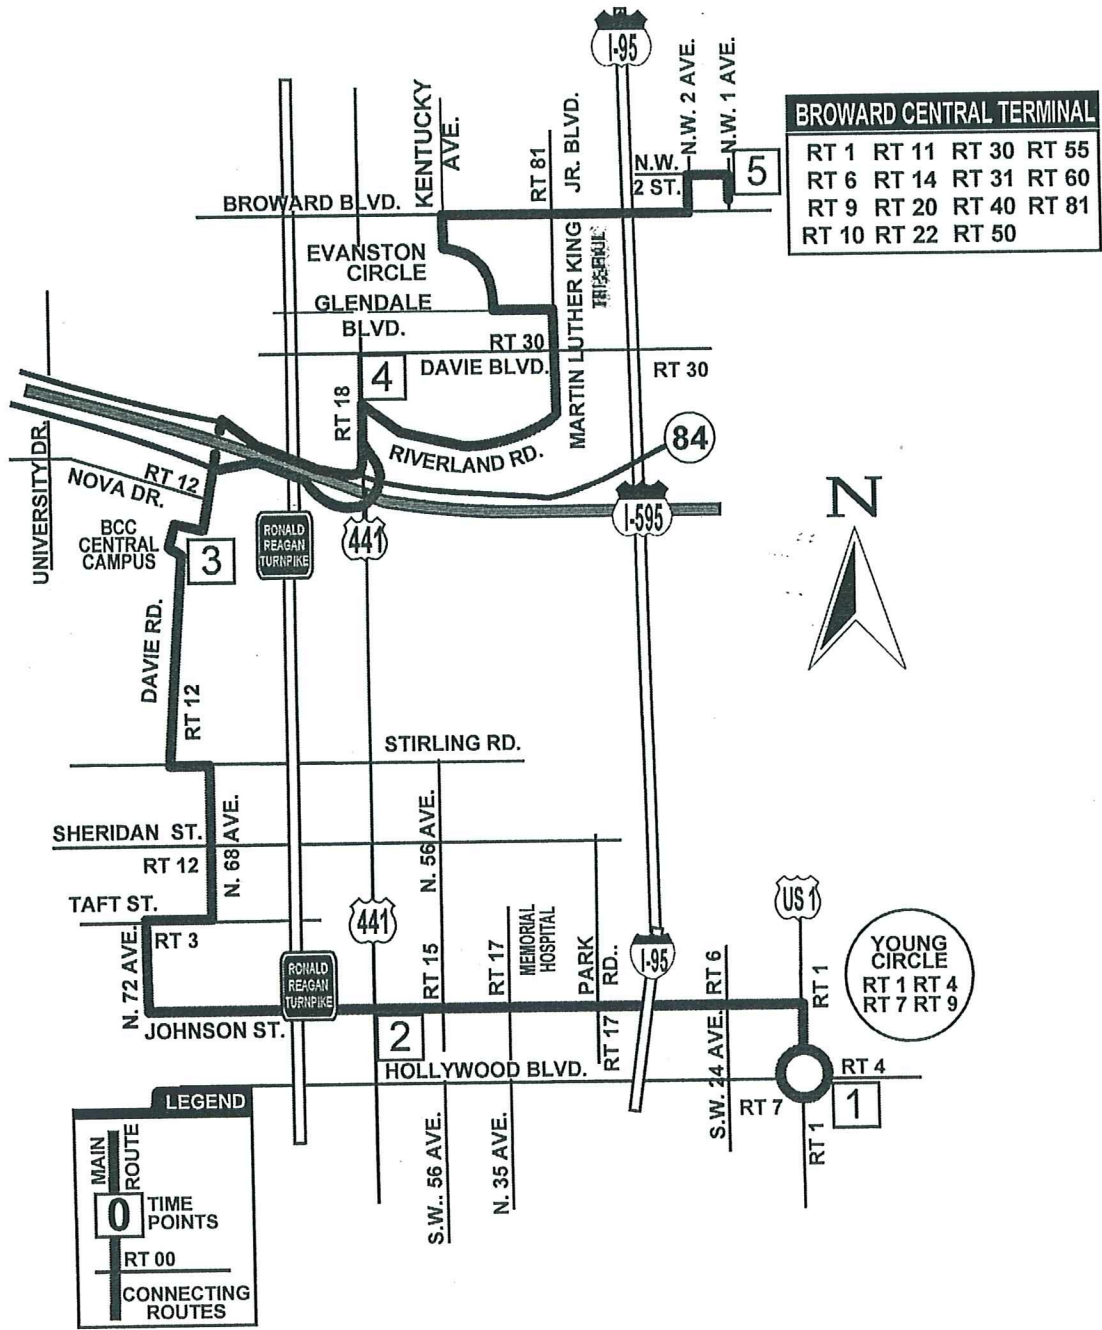 I-95
N.W. 2 AVE.
N.W. 1 AVE.
BROWARD CENTRAL TERMINAL
RT 1 RT 11 RT 30 RT 55
RT 6 RT 14 RT 31 RT 60
RT 9 RT 20 RT 40 RT 81
RT 10 RT 22 RT 50
KENTUCKY
AVE.
RT 81
MARTIN LUTHER KING JR. BLVD.
N.W.
2 ST.
5
BROWARD BLVD.
EVANSTON
CIRCLE
GLENDALE
BLVD.
RT 30
DAVIE BLVD.
RT 30
4
RT 18
RIVERLAND RD.
84
UNIVERSITY DR.
RT 12
NOVA DR.
BCC
CENTRAL
CAMPUS
3
RONALD
REAGAN
TURNPIKE
441
I-595
N
DAVIE RD.
RT 12
STIRLING RD.
SHERIDAN ST.
RT 12
N. 68 AVE.
N. 56 AVE.
TAFT ST.
RT 3
N. 72 AVE.
441
RT 15
RT 17
MEMORIAL
HOSPITAL
PARK
RD..
I-95
RT 6
US 1
RT 1
YOUNG
CIRCLE
RT 1 RT 4
RT 7 RT 9
RONALD
REAGAN
TURNPIKE
JOHNSON ST.
2
HOLLYWOOD BLVD.
RT 17
S.W. 24 AVE.
RT 4
RT 7
1
RT 1
S.W.. 56 AVE.
N. 35 AVE.
LEGEND
MAIN
ROUTE
0
TIME
POINTS
RT 00
CONNECTING
ROUTES